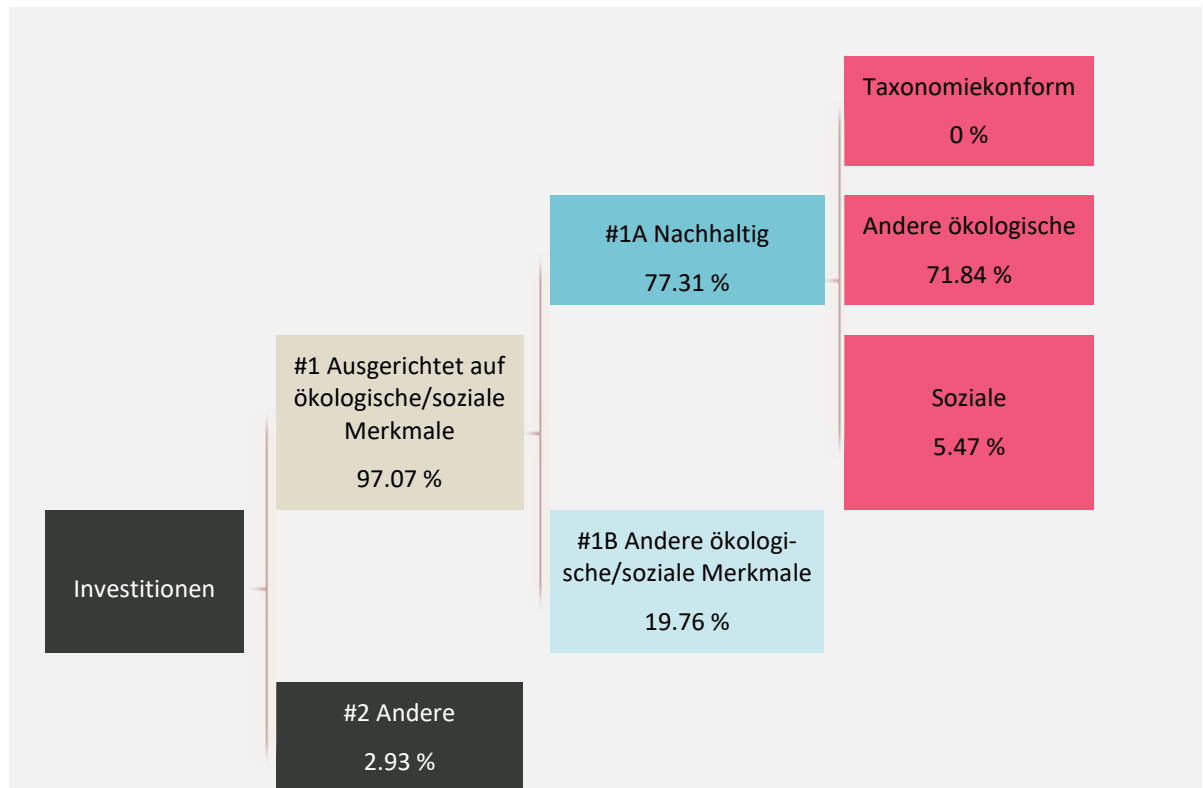 Taxonomiekonform
0 %
#1A Nachhaltig
77.31 %
Andere ökologische
71.84 %
#1 Ausgerichtet auf
ökologische/soziale
Merkmale
97.07 %
Soziale
5.47 %
Investitionen
#1B Andere ökologi-
sche/soziale Merkmale
19.76 %
#2 Andere
2.93 %